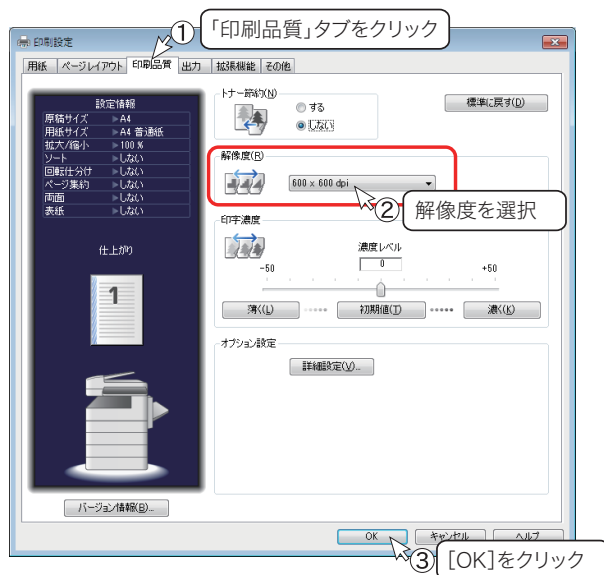 ① 「印刷品質」タブをクリック
印刷設定
用紙 ページレイアウト 印刷品質 出力 拡張機能 その他
設定情報
原稿サイズ ▶A4
用紙サイズ ▶A4 普通紙
拡大/縮小 ▶100 %
ソート ▶しない
回転仕分け ▶しない
ページ集約 ▶しない
両面 ▶しない
表紙 ▶しない
仕上がり
1
バージョン情報(B)...
トナー節約(N)
する
しない
標準に戻す(D)
解像度(R)
600 x 600 dpi
② 解像度を選択
印字濃度
濃度レベル
-50 0 +50
薄く(L) 初期値(T) 濃く(K)
オプション設定
詳細設定(V)...
OK キャンセル ヘルプ
③ [OK]をクリック